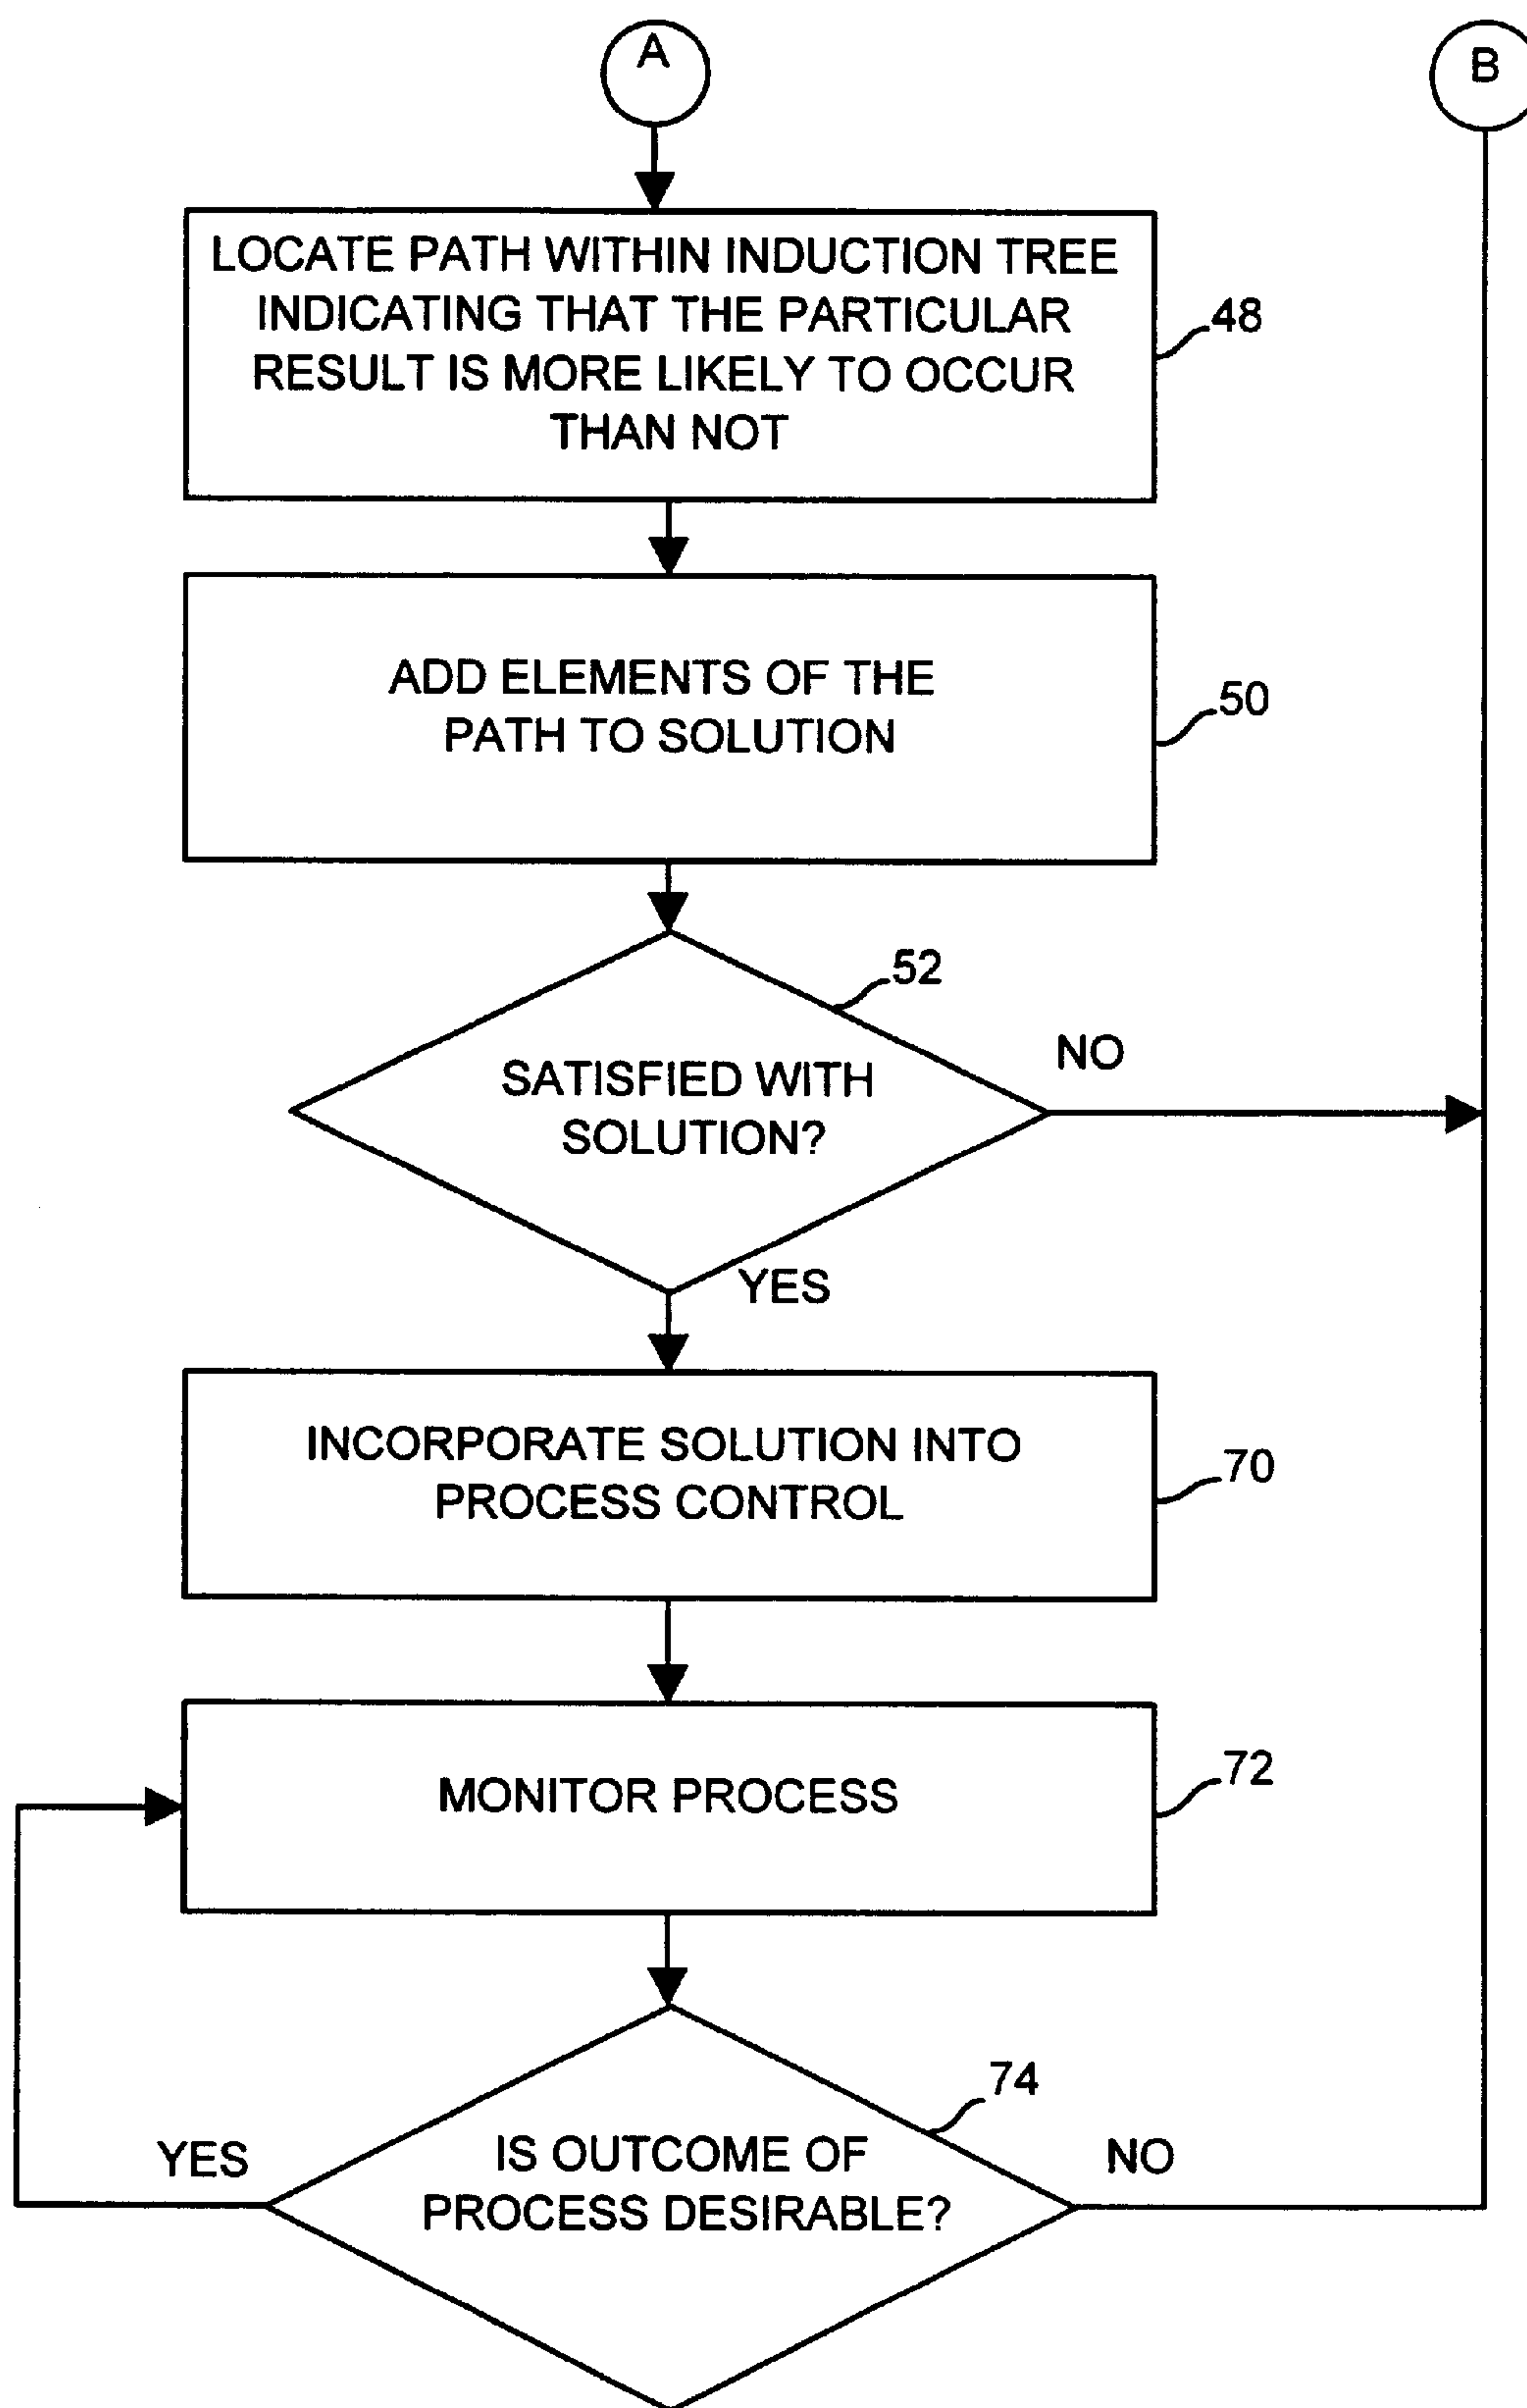 A
B
LOCATE PATH WITHIN INDUCTION TREE
INDICATING THAT THE PARTICULAR
RESULT IS MORE LIKELY TO OCCUR
THAN NOT
48
ADD ELEMENTS OF THE
PATH TO SOLUTION
50
52
SATISFIED WITH
SOLUTION?
NO
YES
INCORPORATE SOLUTION INTO
PROCESS CONTROL
70
MONITOR PROCESS
72
74
YES
IS OUTCOME OF
PROCESS DESIRABLE?
NO